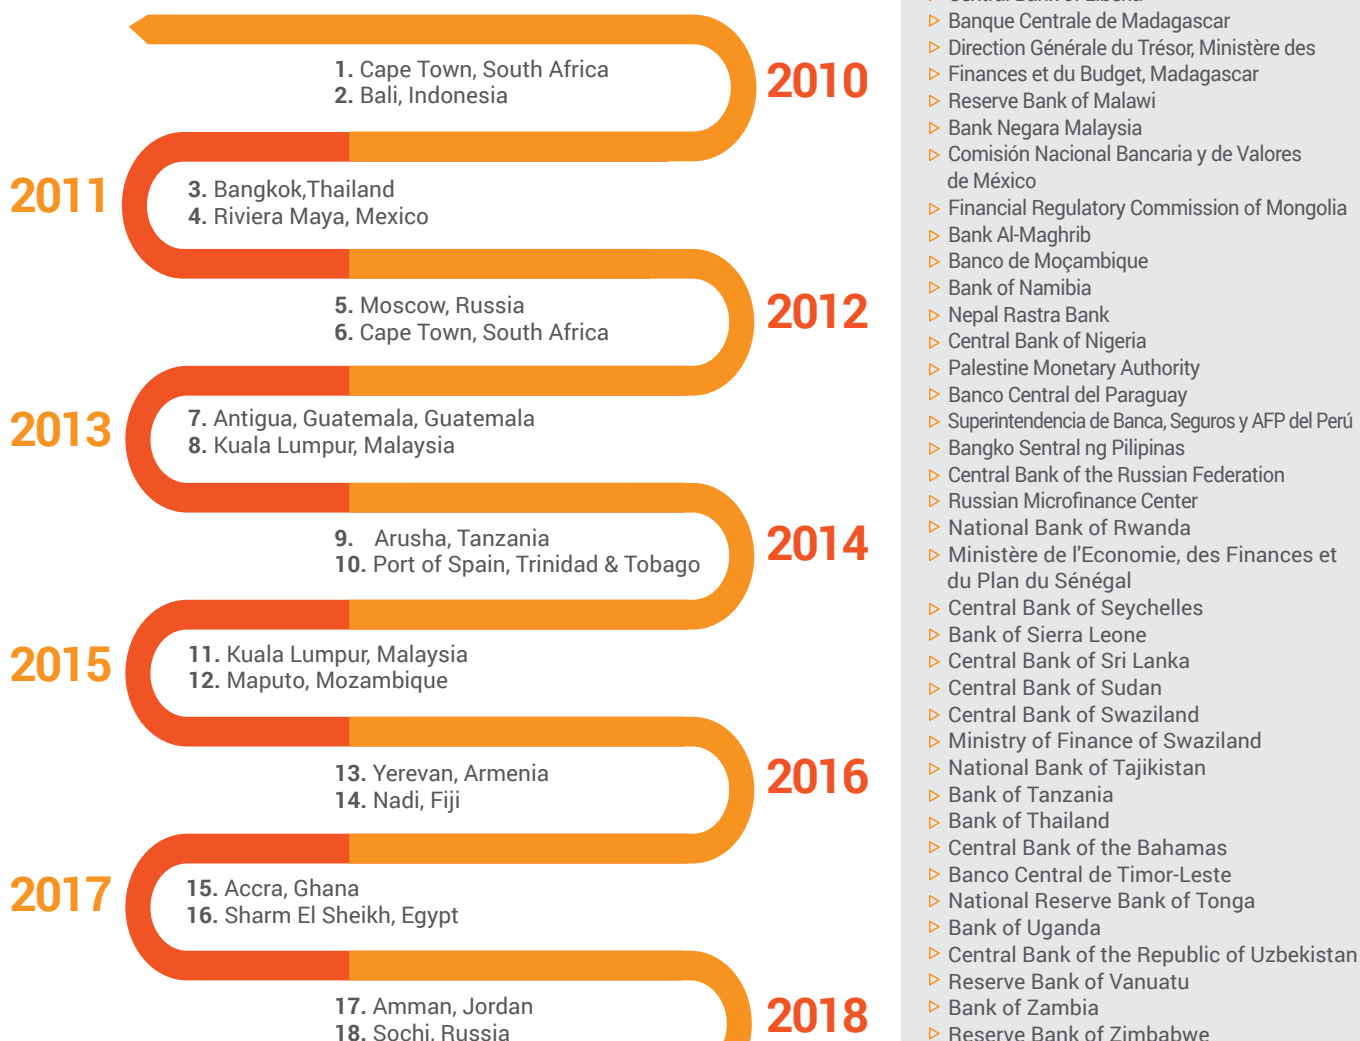 1. Cape Town, South Africa
2. Bali, Indonesia
2010
2011
3. Bangkok,Thailand
4. Riviera Maya, Mexico
5. Moscow, Russia
6. Cape Town, South Africa
2012
2013
7. Antigua, Guatemala, Guatemala
8. Kuala Lumpur, Malaysia
9. Arusha, Tanzania
10. Port of Spain, Trinidad & Tobago
2014
2015
11. Kuala Lumpur, Malaysia
12. Maputo, Mozambique
13. Yerevan, Armenia
14. Nadi, Fiji
2016
2017
15. Accra, Ghana
16. Sharm El Sheikh, Egypt
17. Amman, Jordan
18. Sochi, Russia
2018
Central Bank of Liberia
Banque Centrale de Madagascar
Direction Générale du Trésor, Ministère des
Finances et du Budget, Madagascar
Reserve Bank of Malawi
Bank Negara Malaysia
Comisión Nacional Bancaria y de Valores
de México
Financial Regulatory Commission of Mongolia
Bank Al-Maghrib
Banco de Moçambique
Bank of Namibia
Nepal Rastra Bank
Central Bank of Nigeria
Palestine Monetary Authority
Banco Central del Paraguay
Superintendencia de Banca, Seguros y AFP del Perú
Bangko Sentral ng Pilipinas
Central Bank of the Russian Federation
Russian Microfinance Center
National Bank of Rwanda
Ministère de l'Economie, des Finances et
du Plan du Sénégal
Central Bank of Seychelles
Bank of Sierra Leone
Central Bank of Sri Lanka
Central Bank of Sudan
Central Bank of Swaziland
Ministry of Finance of Swaziland
National Bank of Tajikistan
Bank of Tanzania
Bank of Thailand
Central Bank of the Bahamas
Banco Central de Timor-Leste
National Reserve Bank of Tonga
Bank of Uganda
Central Bank of the Republic of Uzbekistan
Reserve Bank of Vanuatu
Bank of Zambia
Reserve Bank of Zimbabwe